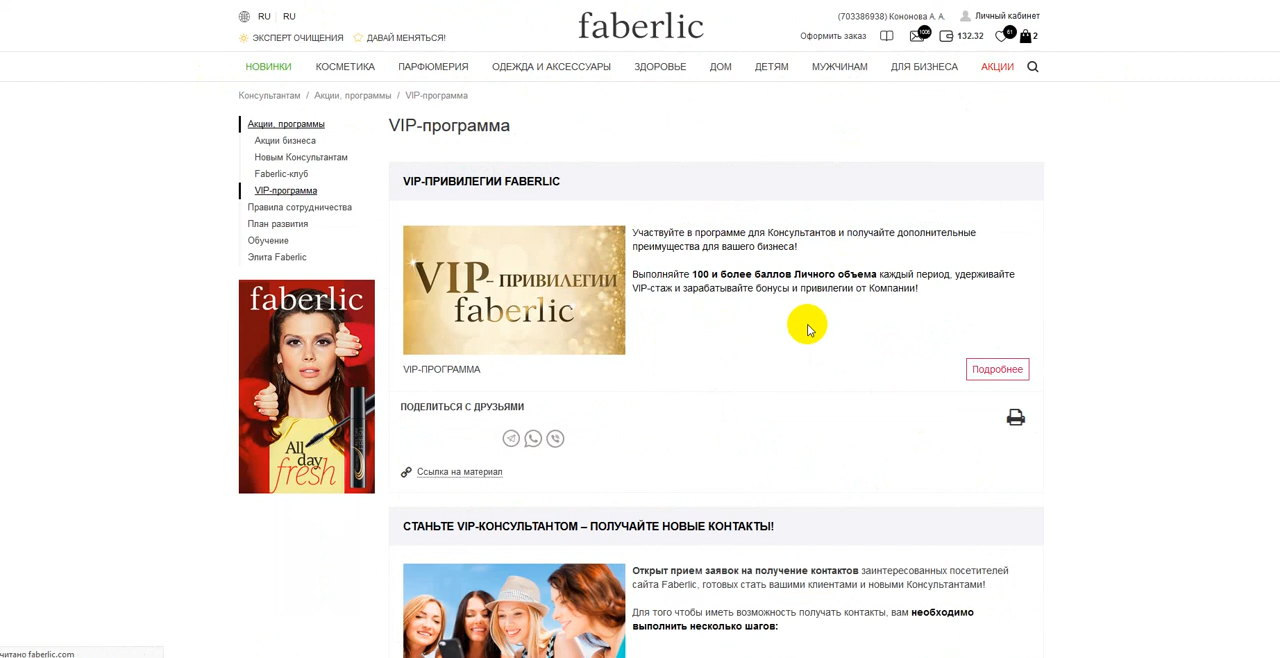 RU RU
faberlic
(703386938) Кононова А. А. Личный кабинет
ЭКСПЕРТ ОЧИЩЕНИЯ ДАВАЙ МЕНЯТЬСЯ!
Оформить заказ 1006 132.32 61 2
НОВИНКИ КОСМЕТИКА ПАРФЮМЕРИЯ ОДЕЖДА И АКСЕССУАРЫ ЗДОРОВЬЕ ДОМ ДЕТЯМ МУЖЧИНАМ ДЛЯ БИЗНЕСА АКЦИИ
Консультантам / Акции, программы / VIP-программа
Акции, программы
Акции бизнеса
Новым Консультантам
Faberlic-клуб
VIP-программа
Правила сотрудничества
План развития
Обучение
Элита Faberlic
faberlic
All
day
fresh
VIP-программа
VIP-ПРИВИЛЕГИИ FABERLIC
VIP-ПРИВИЛЕГИИ
faberlic
Участвуйте в программе для Консультантов и получайте дополнительные
преимущества для вашего бизнеса!
Выполняйте 100 и более баллов Личного объема каждый период, удерживайте
VIP-стаж и зарабатывайте бонусы и привилегии от Компании!
VIP-ПРОГРАММА
Подробнее
ПОДЕЛИТЬСЯ С ДРУЗЬЯМИ
Ссылка на материал
СТАНЬТЕ VIP-КОНСУЛЬТАНТОМ – ПОЛУЧАЙТЕ НОВЫЕ КОНТАКТЫ!
Открыт прием заявок на получение контактов заинтересованных посетителей
сайта Faberlic, готовых стать вашими клиентами и новыми Консультантами!
Для того чтобы иметь возможность получать контакты, вам необходимо
выполнить несколько шагов:
читано faberlic.com